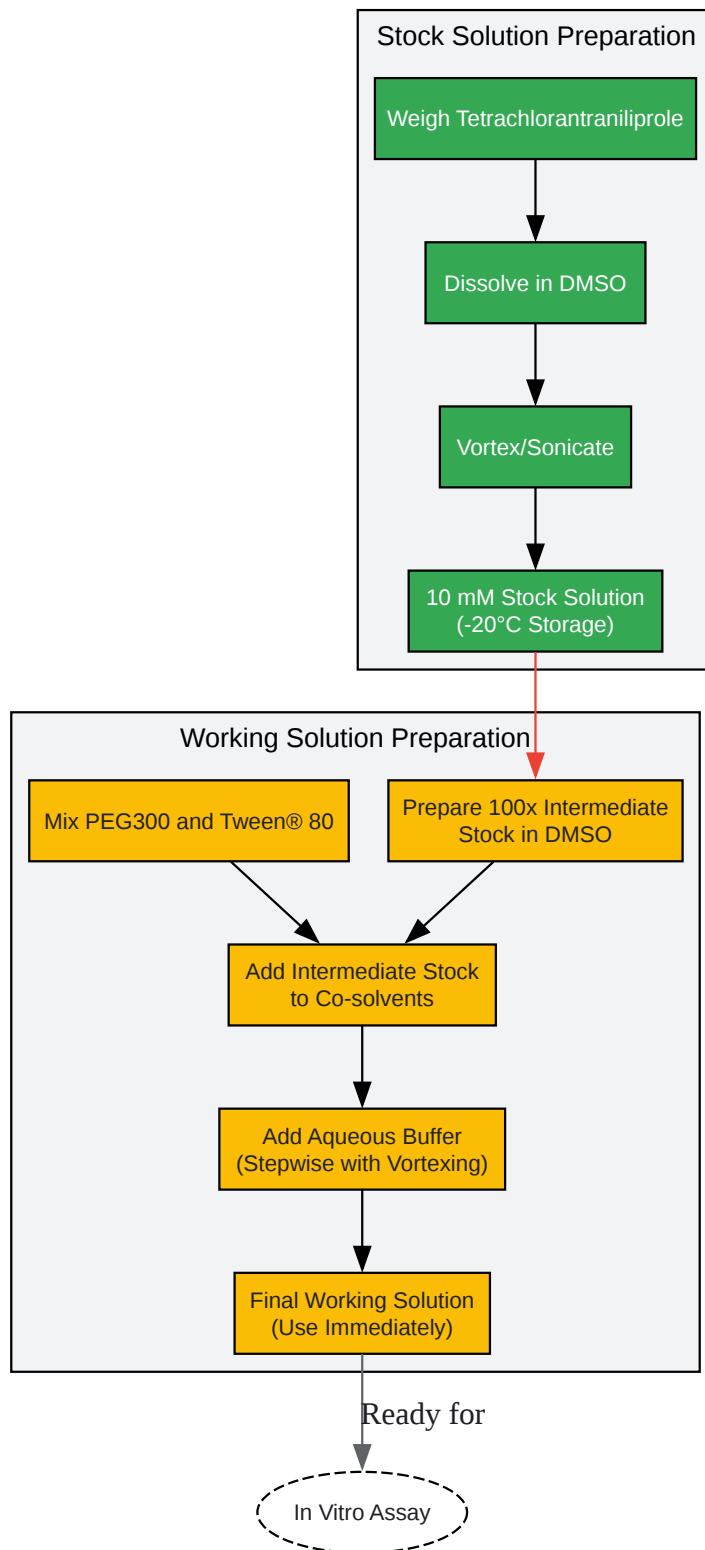 Stock Solution Preparation
Weigh Tetrachlorantraniliprole
Dissolve in DMSO
Vortex/Sonicate
10 mM Stock Solution
(-20°C Storage)
Working Solution Preparation
Mix PEG300 and Tween® 80
Prepare 100x Intermediate
Stock in DMSO
Add Intermediate Stock
to Co-solvents
Add Aqueous Buffer
(Stepwise with Vortexing)
Final Working Solution
(Use Immediately)
Ready for
In Vitro Assay